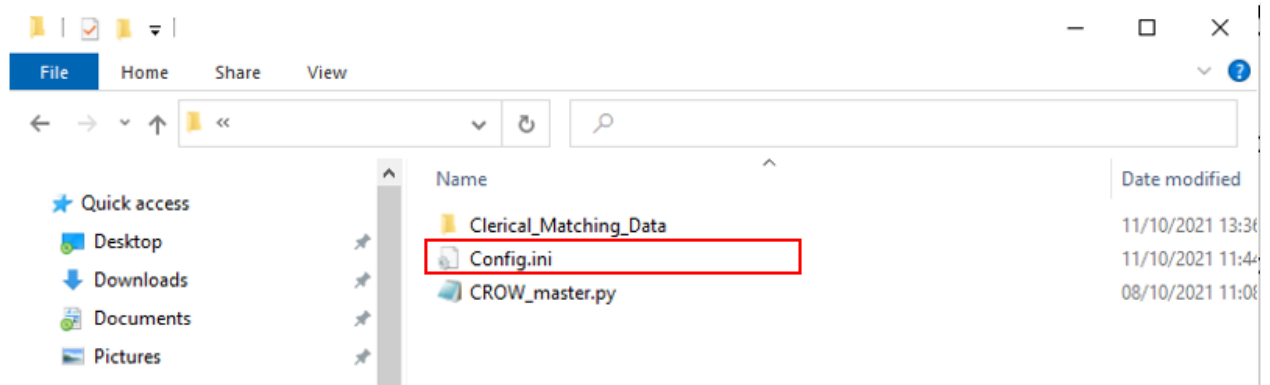 File Home Share View
«
Name Date modified
Quick access
Desktop
Downloads
Documents
Pictures
Clerical_Matching_Data 11/10/2021 13:36
Config.ini 11/10/2021 11:44
CROW_master.py 08/10/2021 11:08